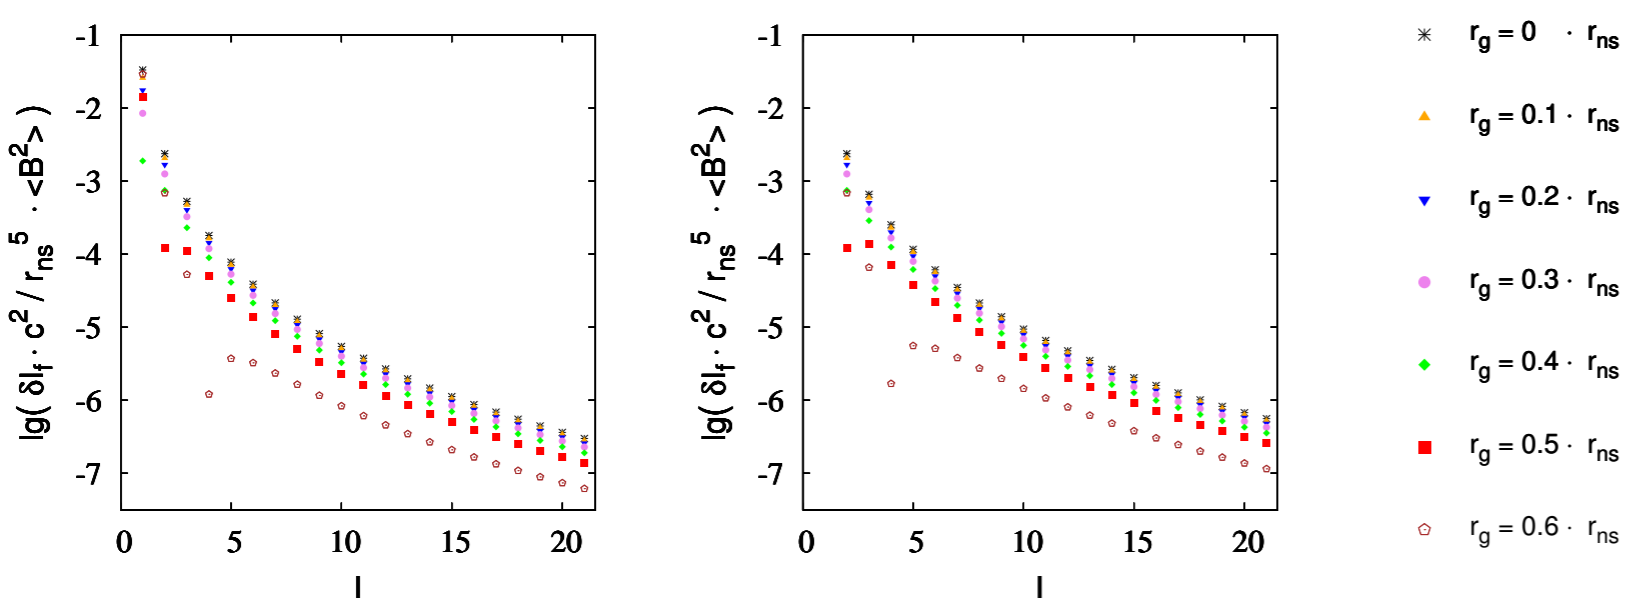 -1
-2
-3
-4
-5
-6
-7
0 5 10 15 20
l
lg( δI_f · c^2 / r_ns^5 · <B^2> )
-1
-2
-3
-4
-5
-6
-7
0 5 10 15 20
l
lg( δI_f · c^2 / r_ns^5 · <B^2> )
r_g = 0 · r_ns
r_g = 0.1 · r_ns
r_g = 0.2 · r_ns
r_g = 0.3 · r_ns
r_g = 0.4 · r_ns
r_g = 0.5 · r_ns
r_g = 0.6 · r_ns